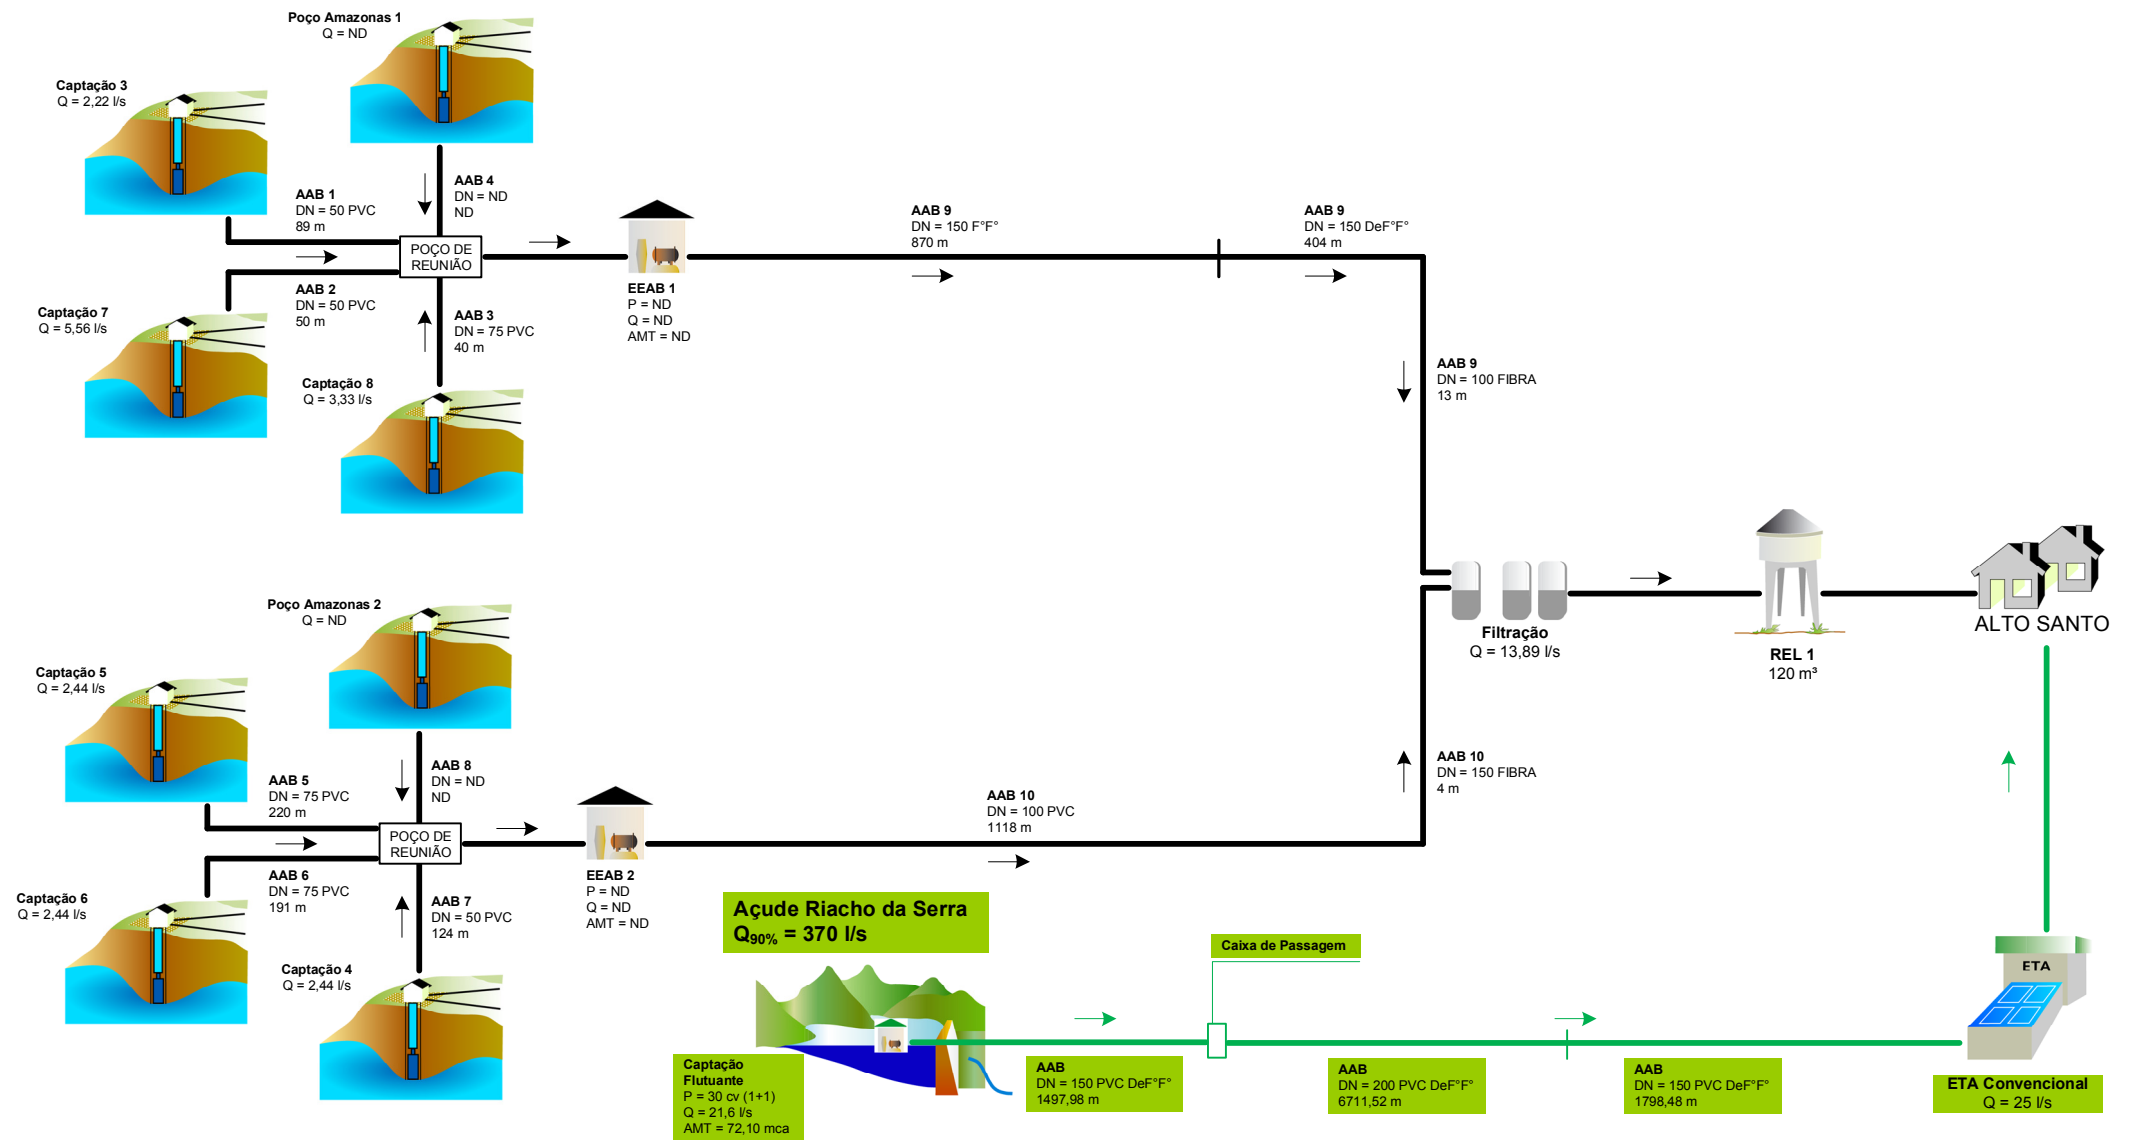 Poço Amazonas 1
Q = ND
Captação 3
Q = 2,22 l/s
AAB 4
DN = ND
ND
AAB 1
DN = 50 PVC
89 m
POÇO DE
REUNIÃO
AAB 9
DN = 150 F°F°
870 m
AAB 9
DN = 150 DeF°F°
404 m
AAB 2
DN = 50 PVC
50 m
Captação 7
Q = 5,56 l/s
AAB 3
DN = 75 PVC
40 m
EEAB 1
P = ND
Q = ND
AMT = ND
Captação 8
Q = 3,33 l/s
AAB 9
DN = 100 FIBRA
13 m
Filtração
Q = 13,89 l/s
REL 1
120 m³
ALTO SANTO
Poço Amazonas 2
Q = ND
Captação 5
Q = 2,44 l/s
AAB 8
DN = ND
ND
AAB 5
DN = 75 PVC
220 m
POÇO DE
REUNIÃO
AAB 10
DN = 100 PVC
1118 m
AAB 10
DN = 150 FIBRA
4 m
AAB 6
DN = 75 PVC
191 m
Captação 6
Q = 2,44 l/s
AAB 7
DN = 50 PVC
124 m
EEAB 2
P = ND
Q = ND
AMT = ND
Captação 4
Q = 2,44 l/s
Açude Riacho da Serra
Q90% = 370 l/s
Caixa de Passagem
ETA
Captação
Flutuante
P = 30 cv (1+1)
Q = 21,6 l/s
AMT = 72,10 mca
AAB
DN = 150 PVC DeF°F°
1497,98 m
AAB
DN = 200 PVC DeF°F°
6711,52 m
AAB
DN = 150 PVC DeF°F°
1798,48 m
ETA Convencional
Q = 25 l/s